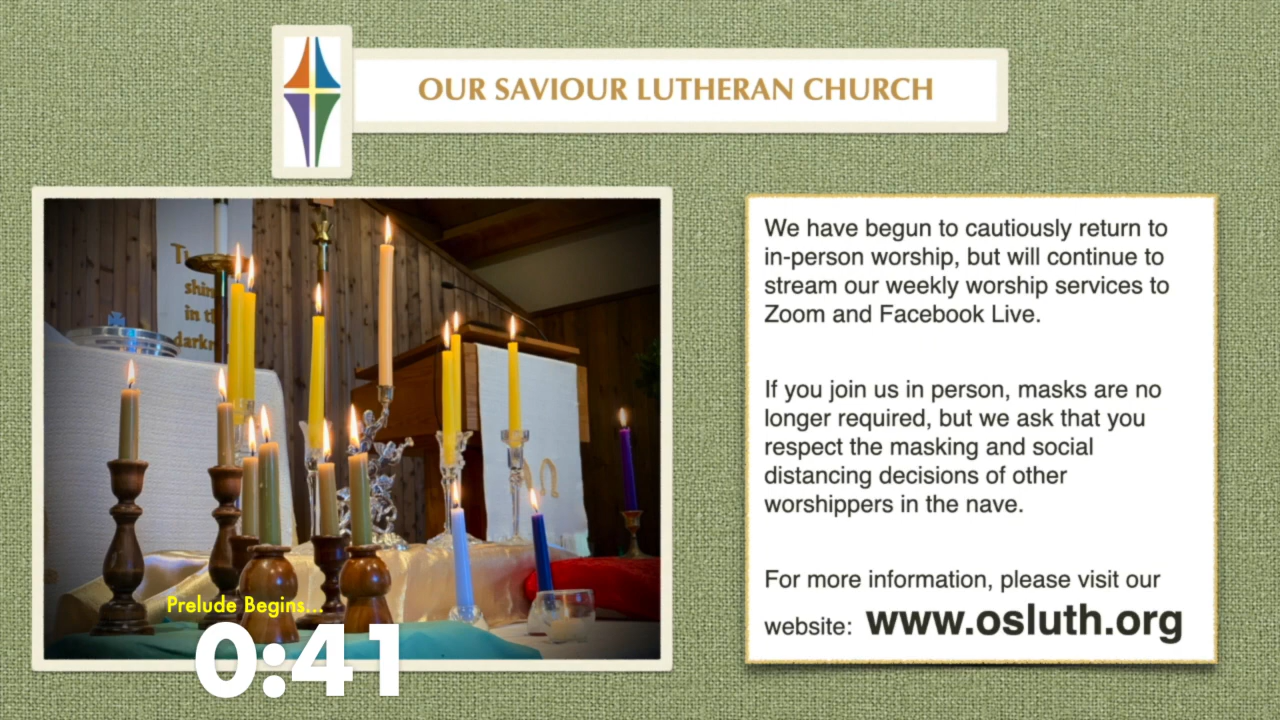 OUR SAVIOUR LUTHERAN CHURCH
We have begun to cautiously return to
in-person worship, but will continue to
stream our weekly worship services to
Zoom and Facebook Live.
If you join us in person, masks are no
longer required, but we ask that you
respect the masking and social
distancing decisions of other
worshippers in the nave.
For more information, please visit our
website: www.osluth.org
in
Prelude Begins...
0:41